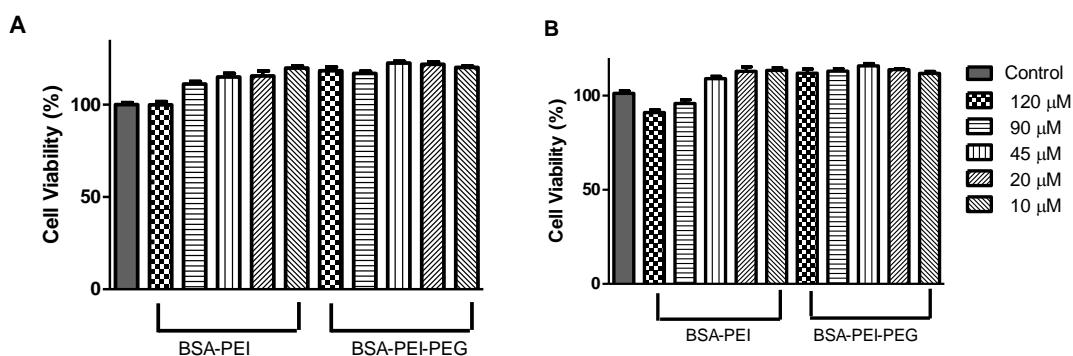 A
Cell Viability (%)
100
50
0
BSA-PEI
BSA-PEI-PEG
B
Cell Viability (%)
100
50
0
BSA-PEI
BSA-PEI-PEG
Control
120 µM
90 µM
45 µM
20 µM
10 µM